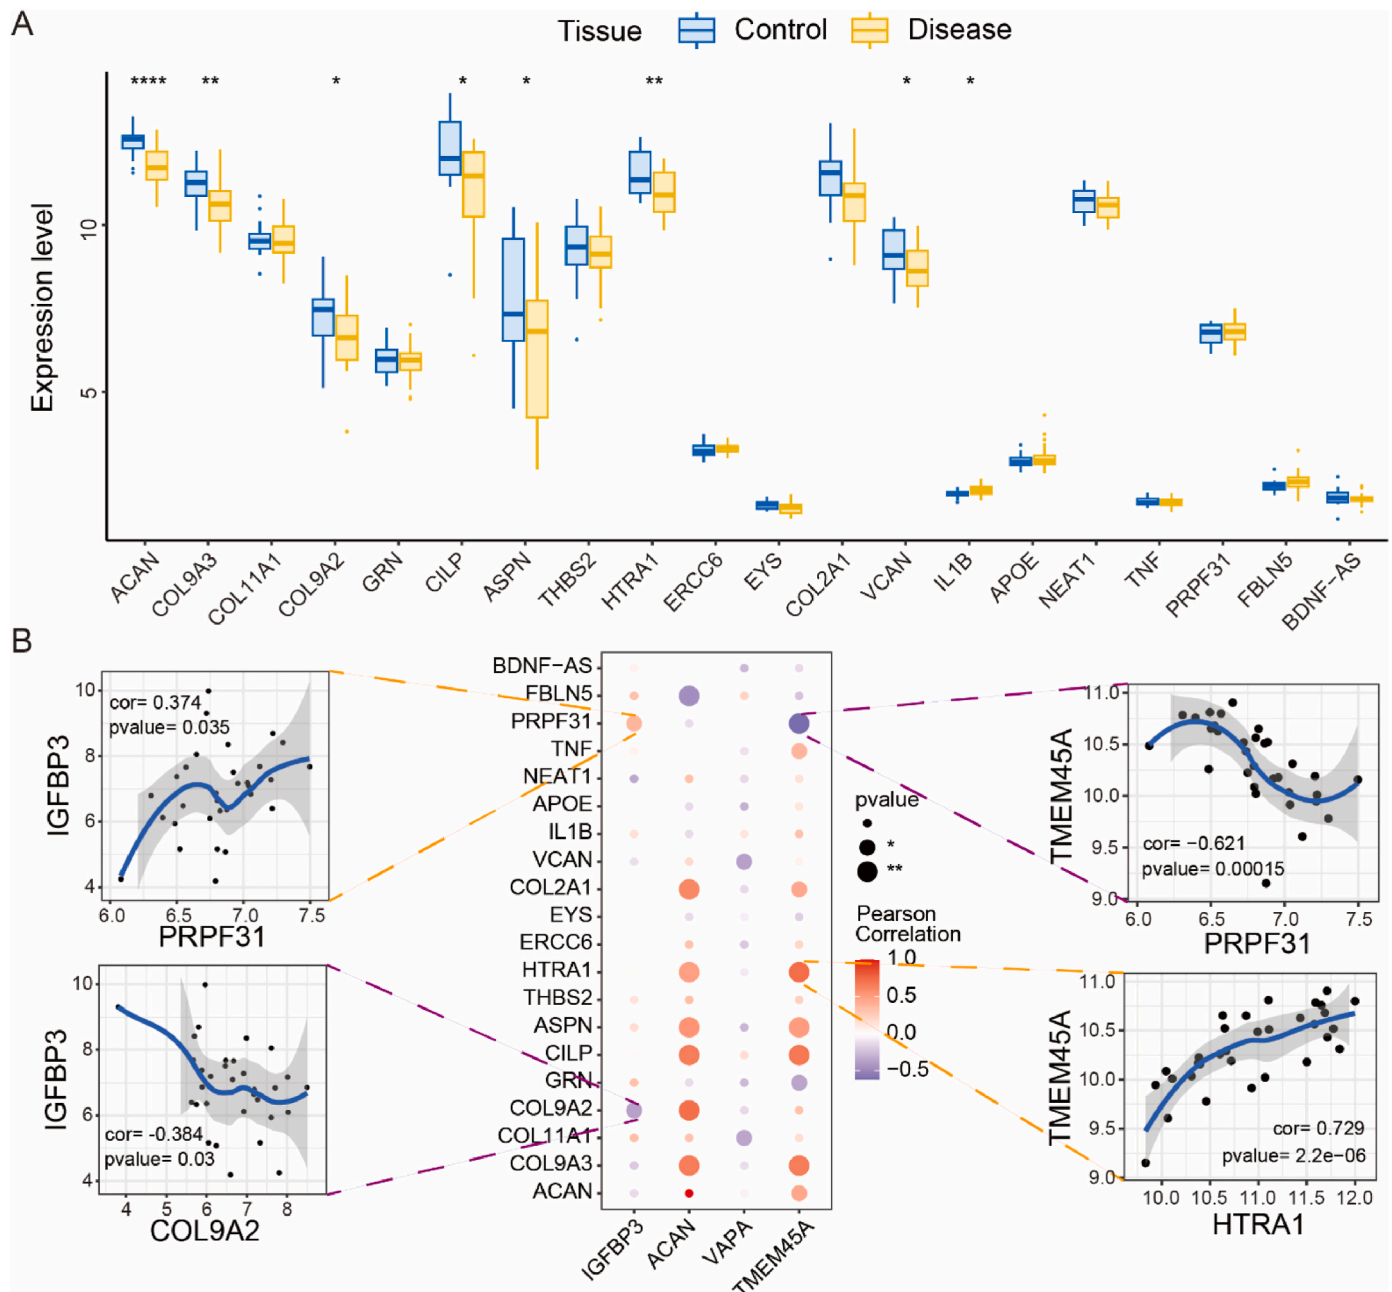 A
Tissue Control Disease
**** ** * * * ** * *
Expression level
10
5
ACAN COL9A3 COL11A1 COL9A2 GRN CILP ASPN THBS2 HTRA1 ERCC6 EYS COL2A1 VCAN IL1B APOE NEAT1 TNF PRPF31 FBLN5 BDNF-AS
B
IGFBP3
10
8
6
4
cor= 0.374
pvalue= 0.035
6.0 6.5 7.0 7.5
PRPF31
IGFBP3
10
8
6
4
cor= -0.384
pvalue= 0.03
4 5 6 7 8
COL9A2
BDNF-AS
FBLN5
PRPF31
TNF
NEAT1
APOE
IL1B
VCAN
COL2A1
EYS
ERCC6
HTRA1
THBS2
ASPN
CILP
GRN
COL9A2
COL11A1
COL9A3
ACAN
IGFBP3 ACAN VAPA TMEM45A
pvalue
*
**
Pearson
Correlation
1.0
0.5
0.0
-0.5
TMEM45A
11.0
10.5
10.0
9.5
9.0
cor= -0.621
pvalue= 0.00015
6.0 6.5 7.0 7.5
PRPF31
TMEM45A
11.0
10.5
10.0
9.5
9.0
cor= 0.729
pvalue= 2.2e-06
10.0 10.5 11.0 11.5 12.0
HTRA1